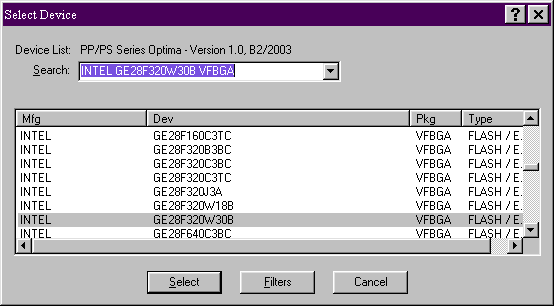 Select Device
Device List: PP/PS Series Optima - Version 1.0, B2/2003
Search: INTEL GE28F320W30B VFBGA
Mfg Dev Pkg Type
INTEL GE28F160C3TC VFBGA FLASH / E.
INTEL GE28F320B3BC VFBGA FLASH / E.
INTEL GE28F320C3BC VFBGA FLASH / E.
INTEL GE28F320C3TC VFBGA FLASH / E.
INTEL GE28F320J3A VFBGA FLASH / E.
INTEL GE28F320W18B VFBGA FLASH / E.
INTEL GE28F320W30B VFBGA FLASH / E.
INTEL GE28F640C3BC VFBGA FLASH / E.
Select Filters Cancel